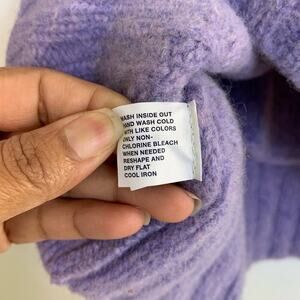 WASH INSIDE OUT
HAND WASH COLD
WITH LIKE COLORS
ONLY NON-
CHLORINE BLEACH
WHEN NEEDED
RESHAPE AND
DRY FLAT
COOL IRON